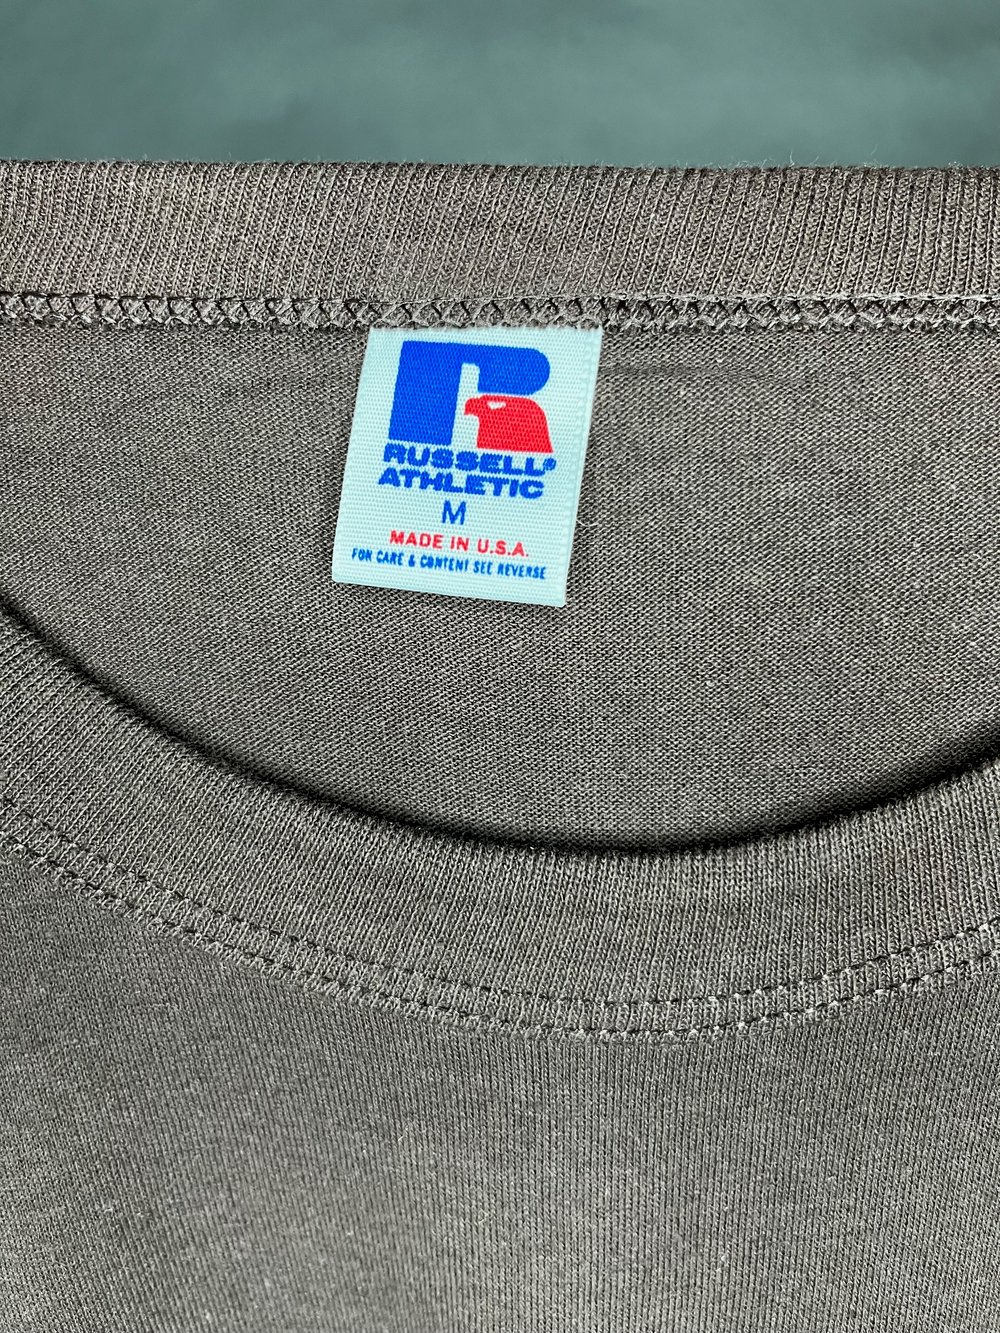 RUSSELL®
ATHLETIC
M
MADE IN U.S.A.
FOR CARE & CONTENT SEE REVERSE